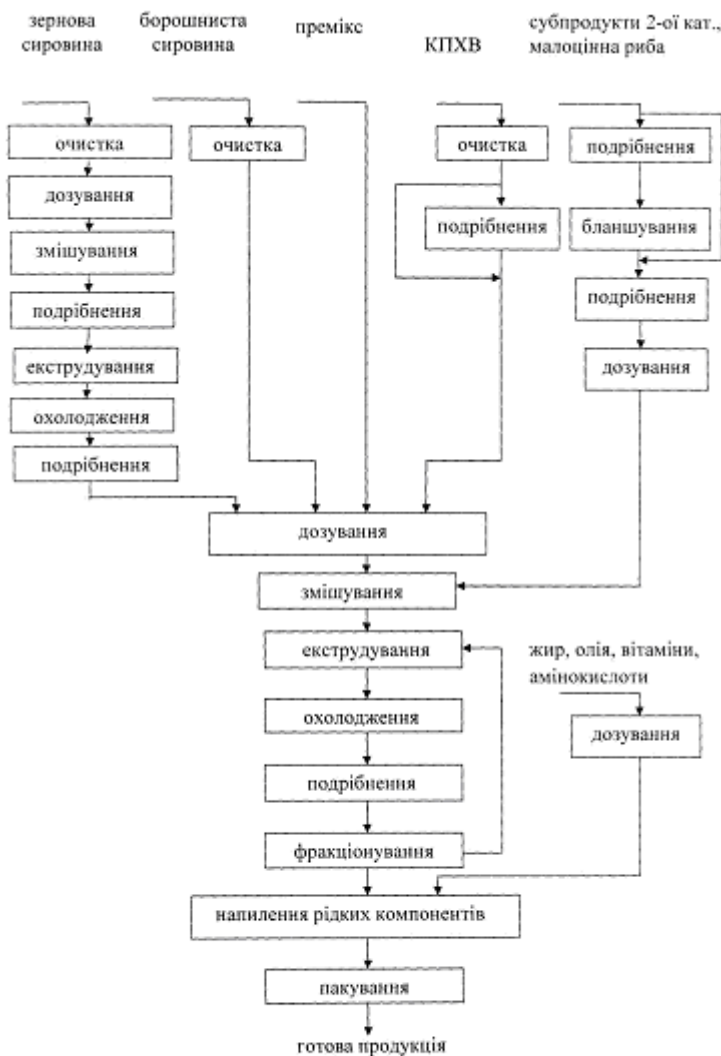 зернова
сировина
борошниста
сировина
премікс
КПХВ
субпродукти 2-ої кат.,
малоцінна риба
очистка
дозування
змішування
подрібнення
екструдування
охолодження
подрібнення
очистка
очистка
подрібнення
подрібнення
бланшування
подрібнення
дозування
дозування
змішування
екструдування
охолодження
подрібнення
фракціонування
жир, олія, вітаміни,
амінокислоти
дозування
напилення рідких компонентів
пакування
готова продукція